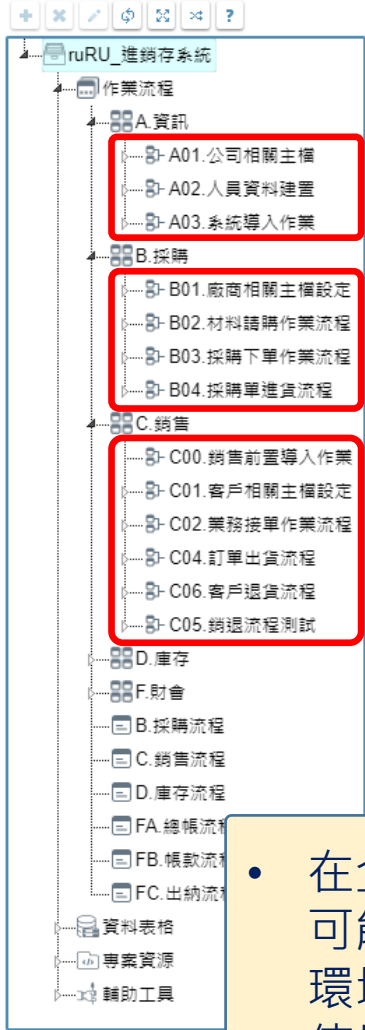 ?
ruRU_進銷存系統
作業流程
A.資訊
A01.公司相關主檔
A02.人員資料建置
A03.系統導入作業
B.採購
B01.廠商相關主檔設定
B02.材料請購作業流程
B03.採購下單作業流程
B04.採購單進貨流程
C.銷售
C00.銷售前置導入作業
C01.客戶相關主檔設定
C02.業務接單作業流程
C04.訂單出貨流程
C06.客戶退貨流程
C05.銷退流程測試
D.庫存
F.財會
B.採購流程
C.銷售流程
D.庫存流程
FA.總帳流
FB.帳款流
FC.出納流
資料表格
專案資源
輔助工具
• 在
可能
環境